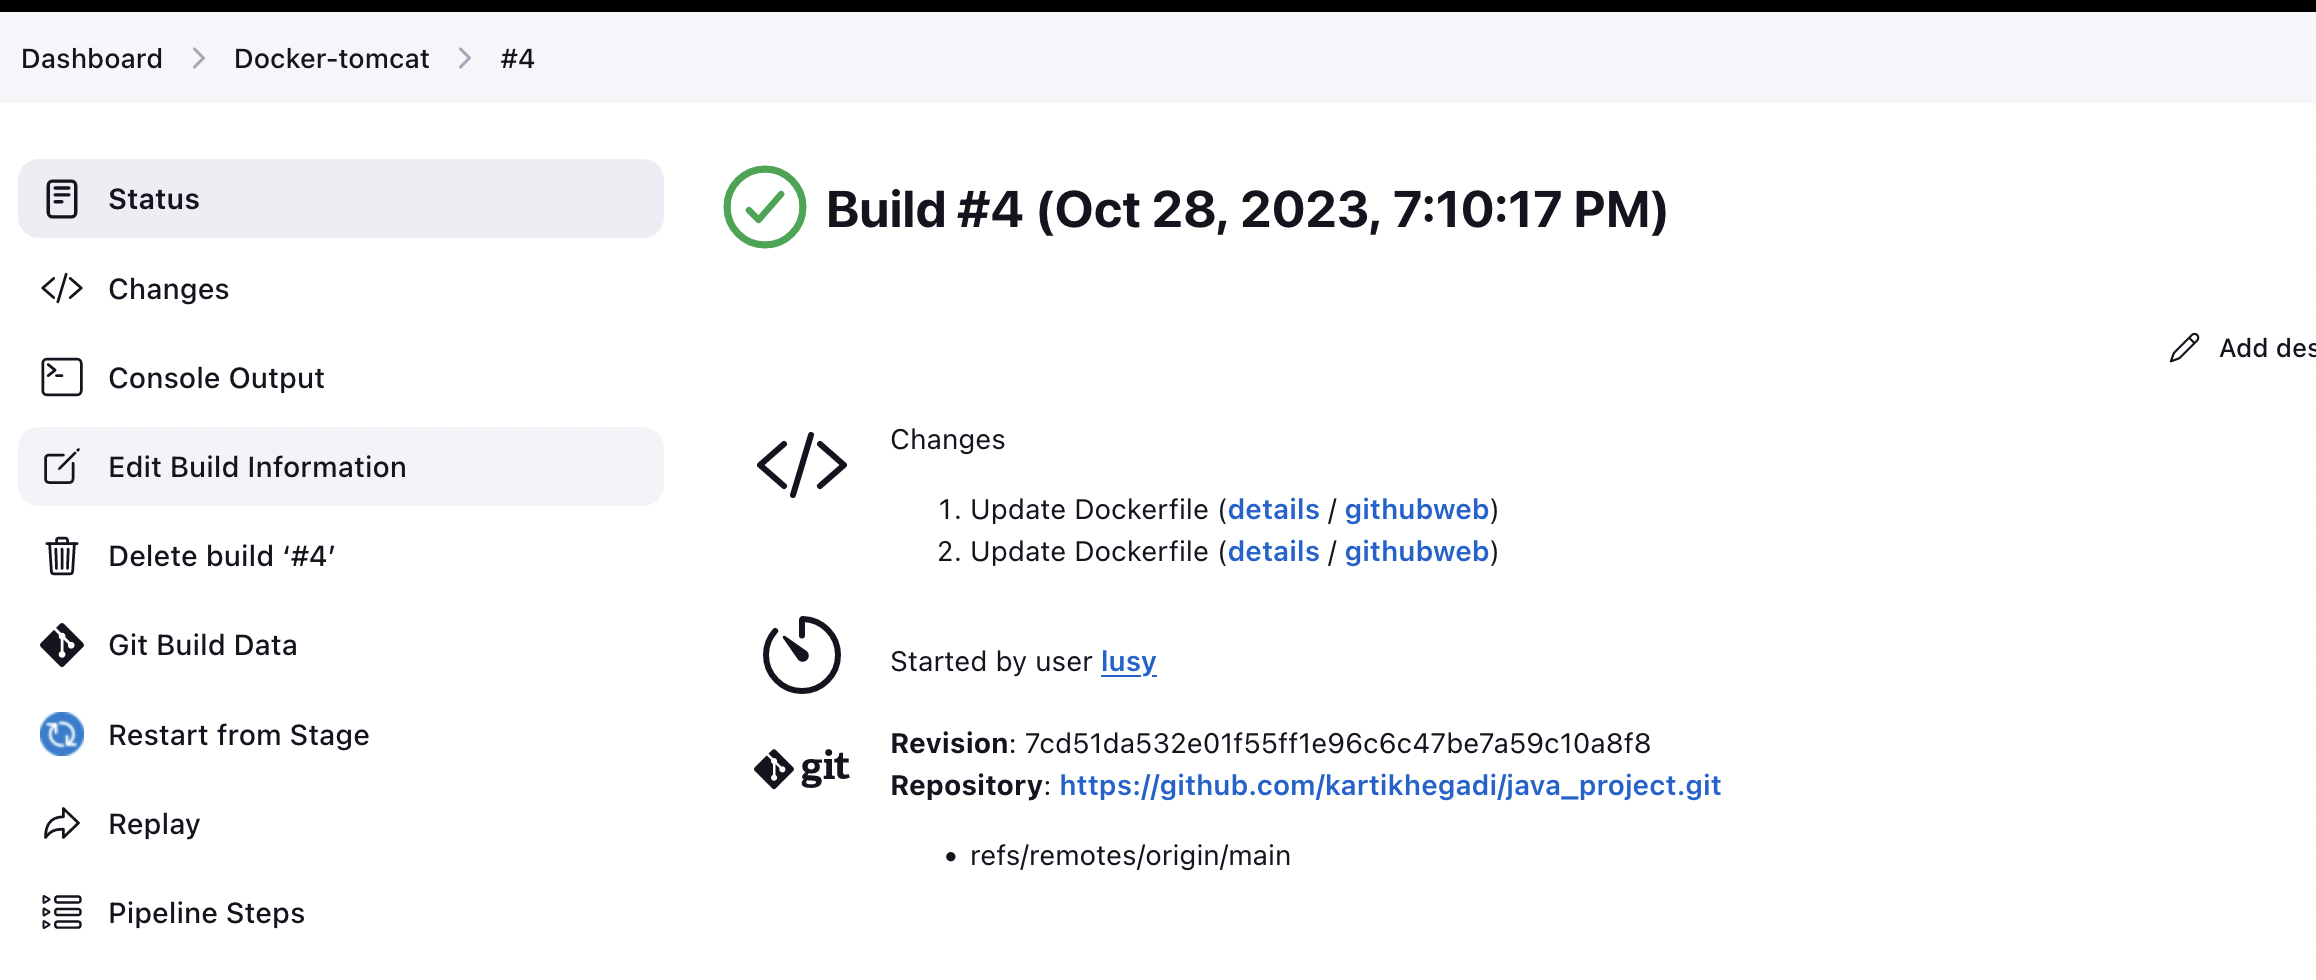 Dashboard > Docker-tomcat > #4
Status
Changes
Console Output
Edit Build Information
Delete build ‘#4’
Git Build Data
Restart from Stage
Replay
Pipeline Steps
Build #4 (Oct 28, 2023, 7:10:17 PM)
Add des
Changes
1. Update Dockerfile (details / githubweb)
2. Update Dockerfile (details / githubweb)
Started by user lusy
git
Revision: 7cd51da532e01f55ff1e96c6c47be7a59c10a8f8
Repository: https://github.com/kartikhegadi/java_project.git
• refs/remotes/origin/main